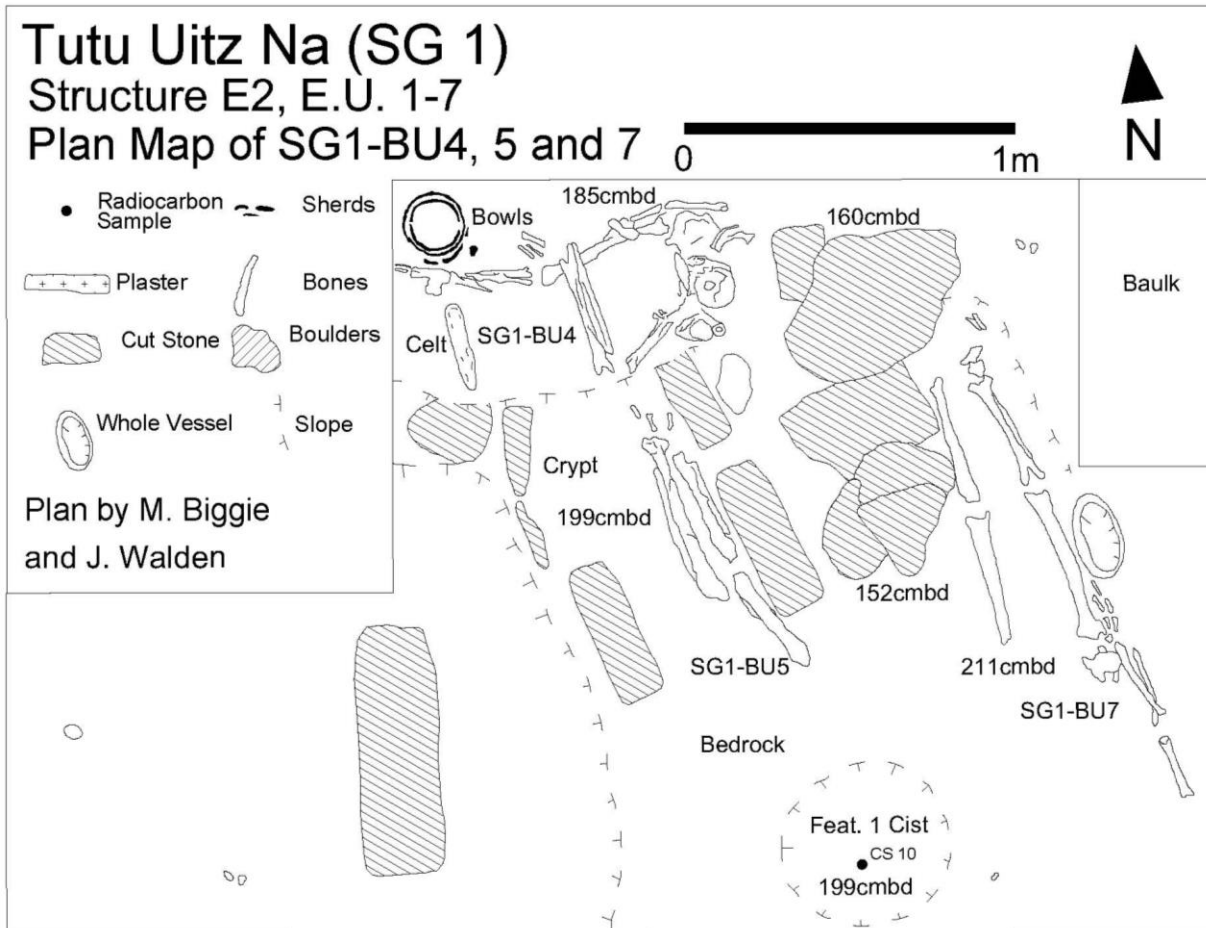 Tutu Uitz Na (SG 1)
Structure E2, E.U. 1-7
Plan Map of SG1-BU4, 5 and 7
0
1m
N
Radiocarbon
Sample
Sherds
Plaster
Bones
Cut Stone
Boulders
Whole Vessel
Slope
Plan by M. Biggie
and J. Walden
Bowls
185cmbd
160cmbd
Baulk
Celt
SG1-BU4
Crypt
199cmbd
152cmbd
SG1-BU5
211cmbd
SG1-BU7
Bedrock
Feat. 1 Cist
CS 10
199cmbd